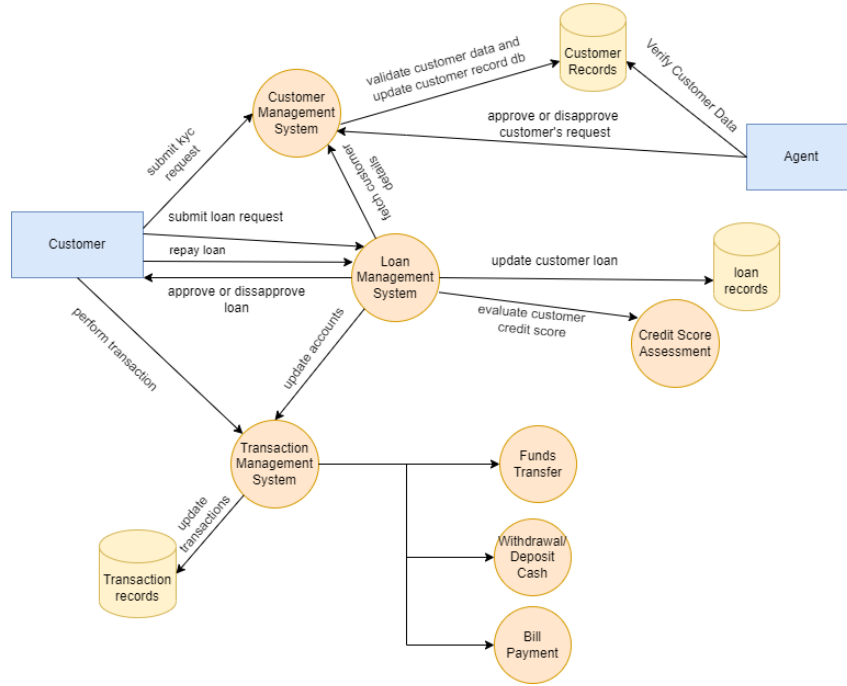 Customer
Records
validate customer data and
update customer record db
Verify Customer Data
Customer
Management
System
approve or disapprove
customer's request
Agent
submit kyc
request
fetch customer
details
Customer
submit loan request
repay loan
approve or dissapprove
loan
Loan
Management
System
update customer loan
loan
records
evaluate customer
credit score
Credit Score
Assessment
perform transaction
update accounts
Transaction
Management
System
Funds
Transfer
update
transactions
Withdrawal/
Deposit
Cash
Transaction
records
Bill
Payment